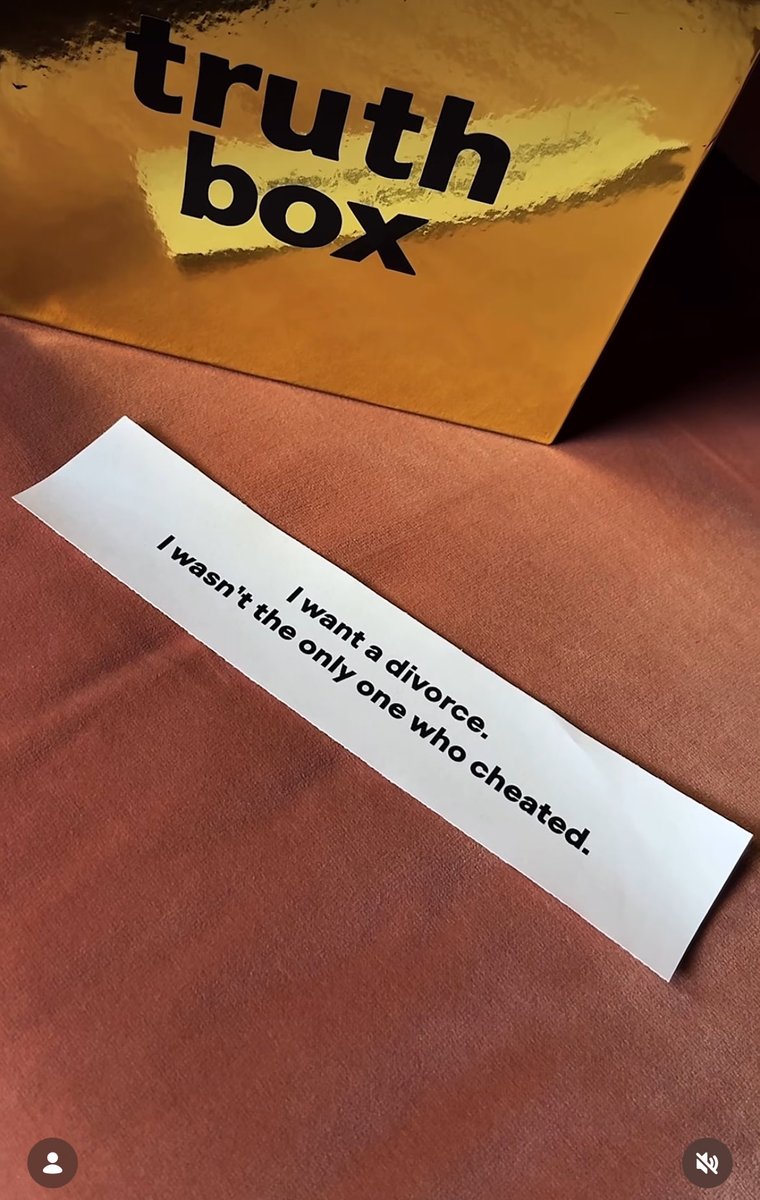 truth
box
I want a divorce.
I wasn't the only one who cheated.